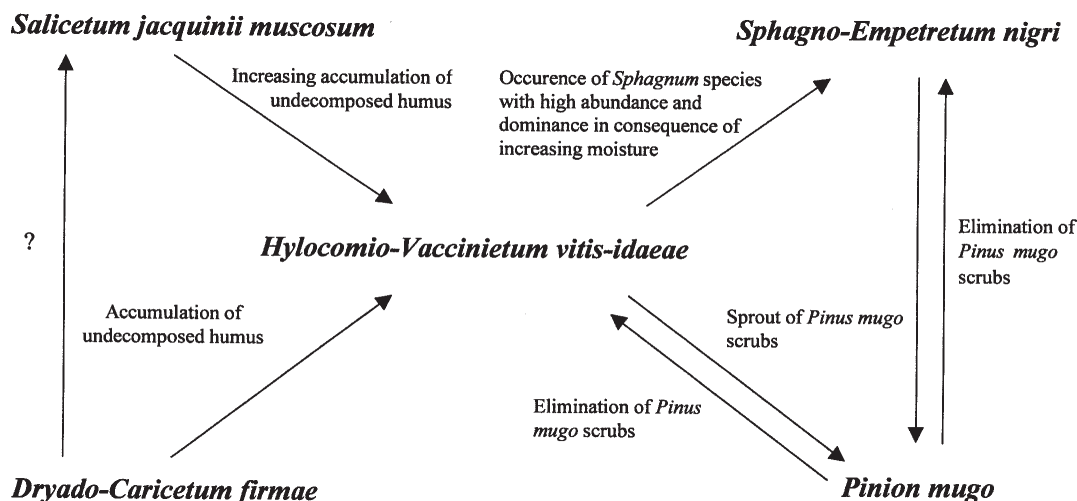 Salicetum jacquinii muscosum
Sphagno-Empetretum nigri
Increasing accumulation of
undecomposed humus
Occurence of Sphagnum species
with high abundance and
dominance in consequence of
increasing moisture
?
Hylocomio-Vaccinietum vitis-idaeae
Elimination of
Pinus mugo
scrubs
Accumulation of
undecomposed humus
Sprout of Pinus mugo
scrubs
Elimination of Pinus
mugo scrubs
Dryado-Caricetum firmae
Pinion mugo